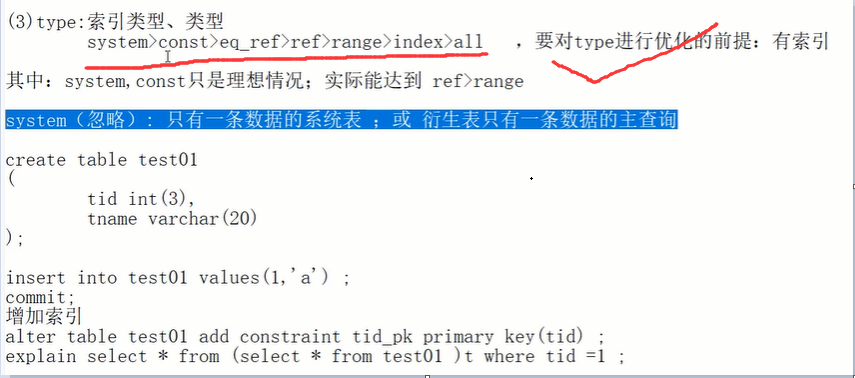 (3)type:索引类型、类型
system>const>eq_ref>ref>range>index>all ，要对type进行优化的前提：有索引
其中：system,const只是理想情况；实际能达到 ref>range
system（忽略）: 只有一条数据的系统表 ；或 衍生表只有一条数据的主查询
create table test01
(
tid int(3),
tname varchar(20)
);
insert into test01 values(1,'a') ;
commit;
增加索引
alter table test01 add constraint tid_pk primary key(tid) ;
explain select * from (select * from test01 )t where tid =1 ;